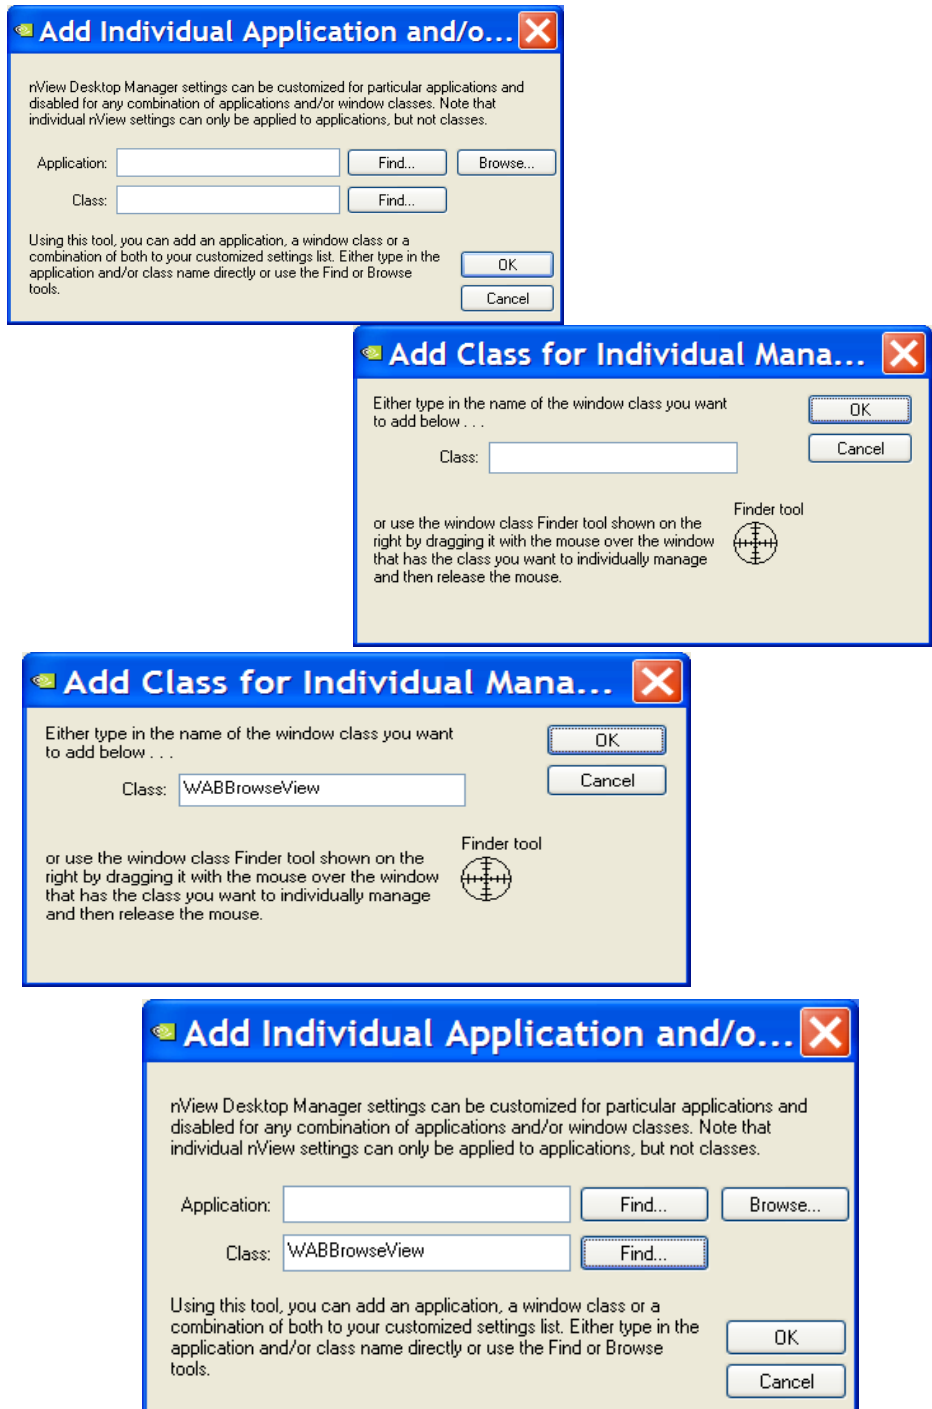 Add Individual Application and/o...
nView Desktop Manager settings can be customized for particular applications and
disabled for any combination of applications and/or window classes. Note that
individual nView settings can only be applied to applications, but not classes.
Application: Find... Browse...
Class: Find...
Using this tool, you can add an application, a window class or a
combination of both to your customized settings list. Either type in the
application and/or class name directly or use the Find or Browse
tools.
OK
Cancel
Add Class for Individual Mana...
Either type in the name of the window class you want
to add below . . .
OK
Cancel
Class:
Finder tool
or use the window class Finder tool shown on the
right by dragging it with the mouse over the window
that has the class you want to individually manage
and then release the mouse.
Add Class for Individual Mana...
Either type in the name of the window class you want
to add below . . .
OK
Cancel
Class: WABBrowseView
Finder tool
or use the window class Finder tool shown on the
right by dragging it with the mouse over the window
that has the class you want to individually manage
and then release the mouse.
Add Individual Application and/o...
nView Desktop Manager settings can be customized for particular applications and
disabled for any combination of applications and/or window classes. Note that
individual nView settings can only be applied to applications, but not classes.
Application: Find... Browse...
Class: WABBrowseView Find...
Using this tool, you can add an application, a window class or a
combination of both to your customized settings list. Either type in the
application and/or class name directly or use the Find or Browse
tools.
OK
Cancel